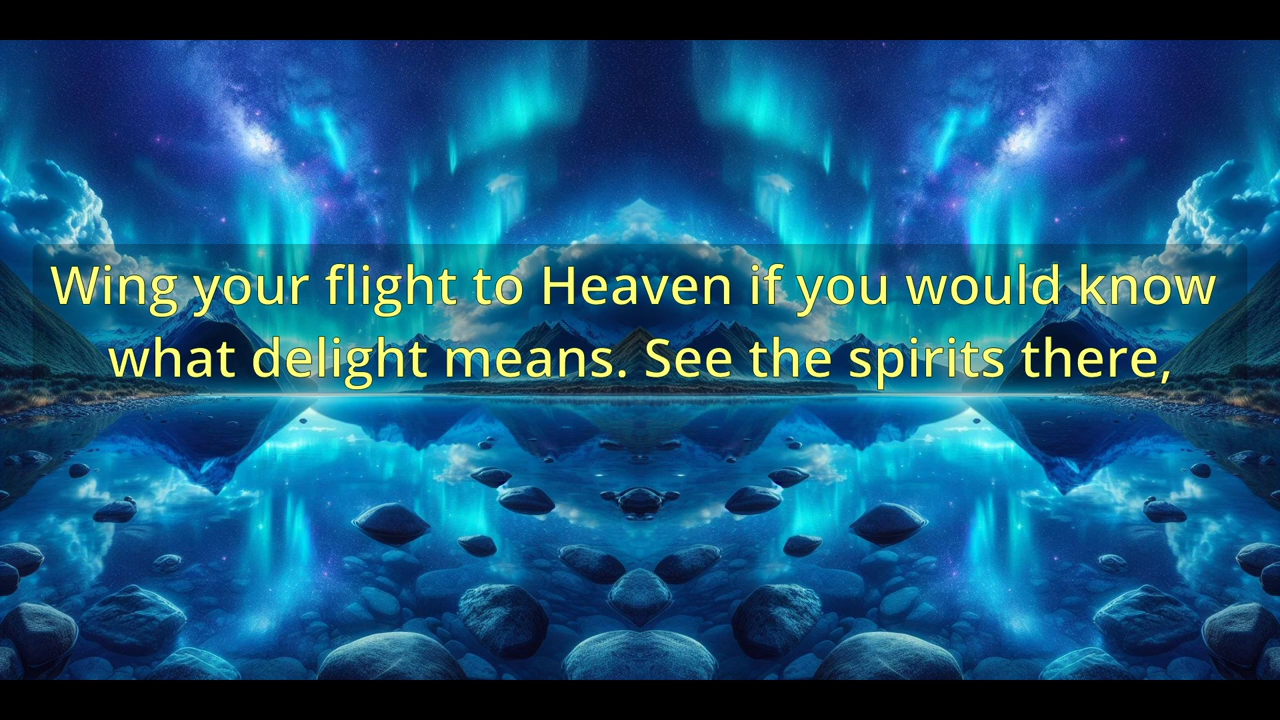 Wing your flight to Heaven if you would know
what delight means. See the spirits there,